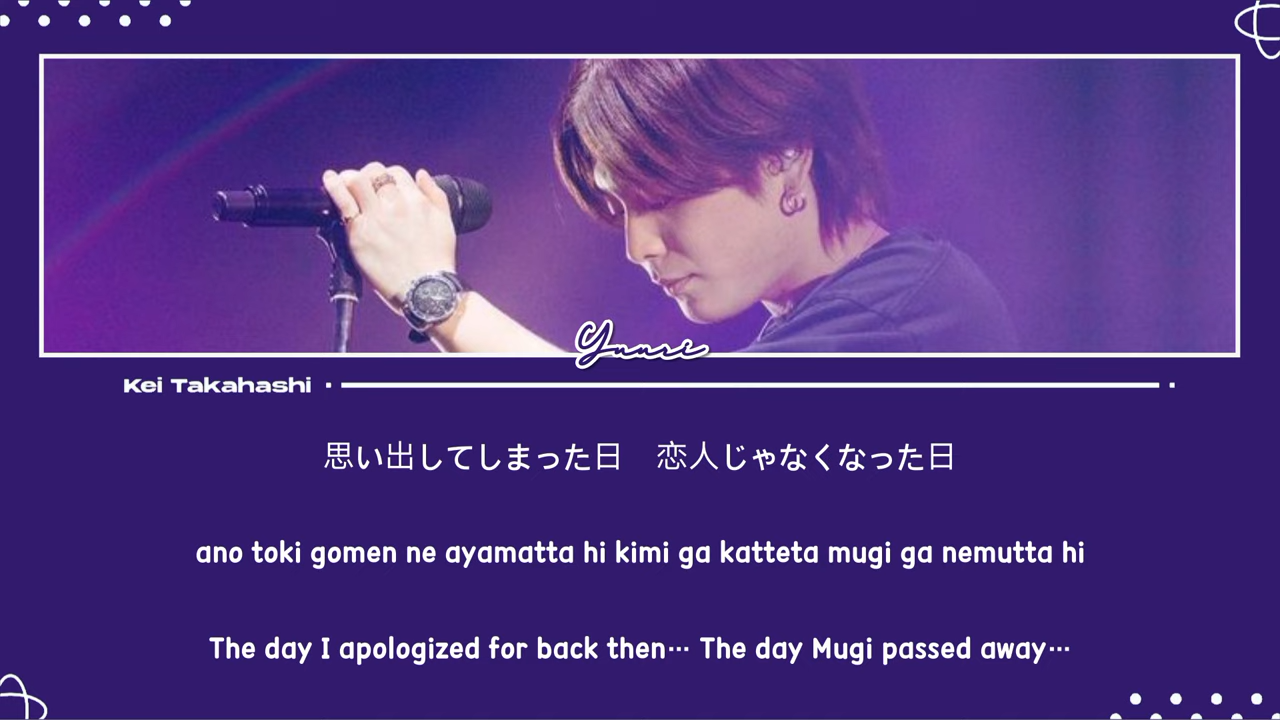 Yuuri
Kei Takahashi
思い出してしまった日　恋人じゃなくなった日
ano toki gomen ne ayamatta hi kimi ga katteta mugi ga nemutta hi
The day I apologized for back then… The day Mugi passed away…